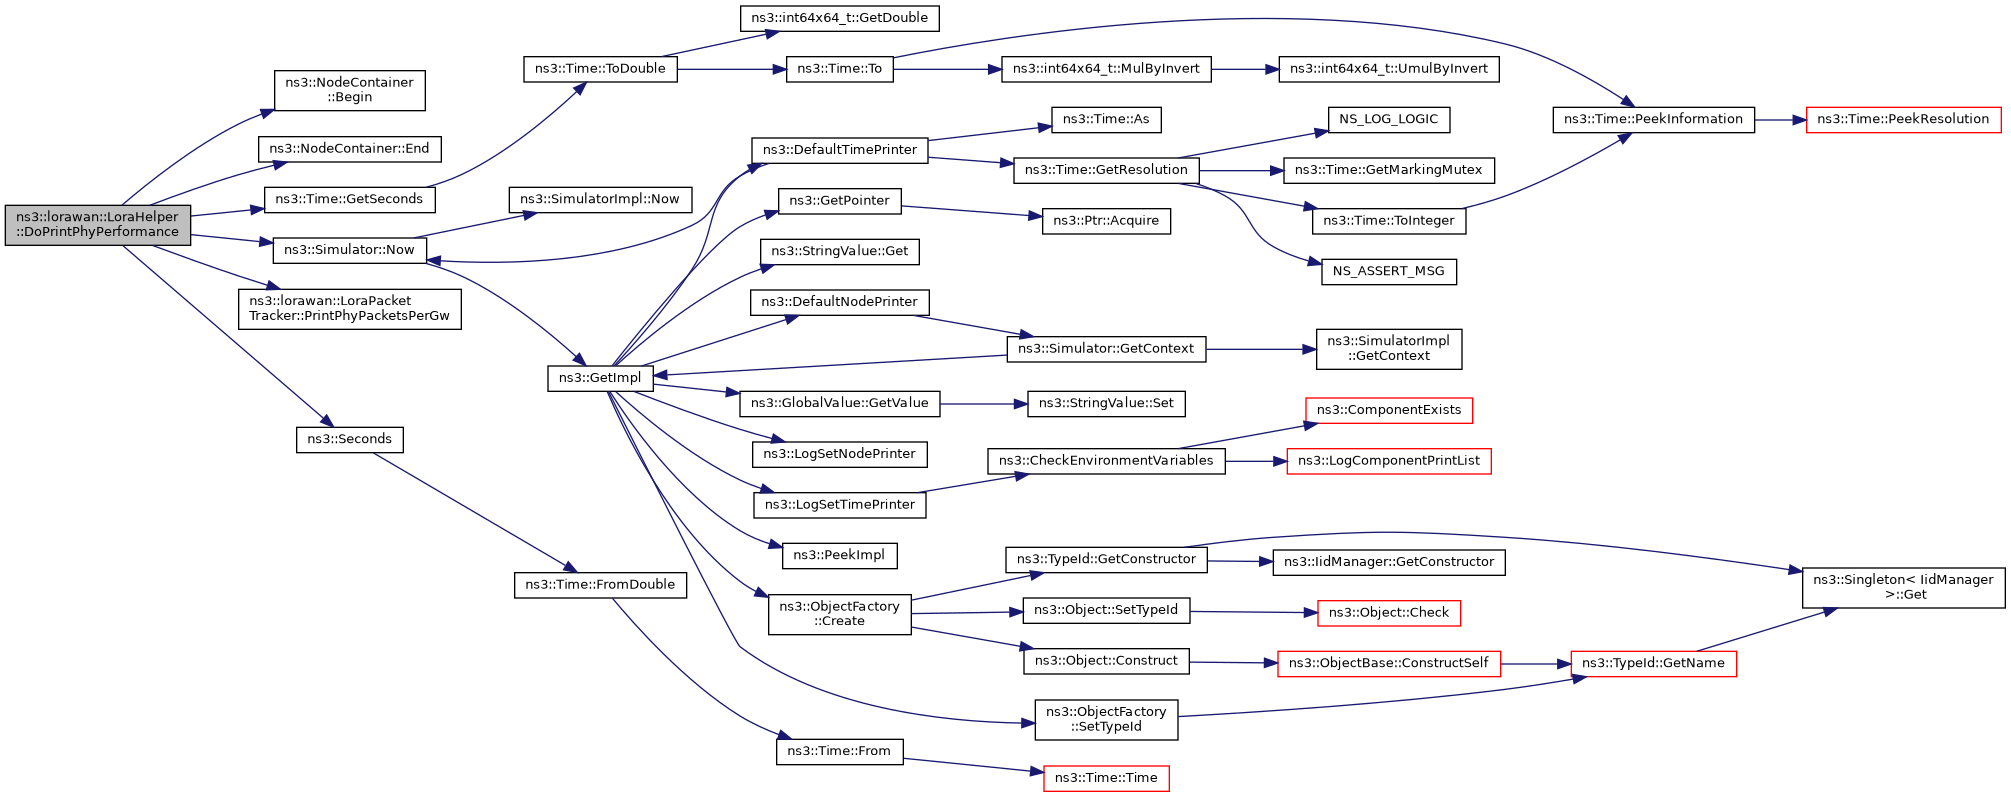 ns3::lorawan::LoraHelper
::DoPrintPhyPerformance
ns3::NodeContainer
::Begin
ns3::NodeContainer::End
ns3::Time::GetSeconds
ns3::Simulator::Now
ns3::lorawan::LoraPacket
Tracker::PrintPhyPacketsPerGw
ns3::Seconds
ns3::Time::ToDouble
ns3::SimulatorImpl::Now
ns3::GetImpl
ns3::Time::FromDouble
ns3::int64x64_t::GetDouble
ns3::Time::To
ns3::DefaultTimePrinter
ns3::GetPointer
ns3::StringValue::Get
ns3::DefaultNodePrinter
ns3::GlobalValue::GetValue
ns3::LogSetNodePrinter
ns3::LogSetTimePrinter
ns3::PeekImpl
ns3::ObjectFactory
::Create
ns3::Time::From
ns3::int64x64_t::MulByInvert
ns3::Time::As
ns3::Time::GetResolution
ns3::Ptr::Acquire
ns3::Simulator::GetContext
ns3::StringValue::Set
ns3::CheckEnvironmentVariables
ns3::TypeId::GetConstructor
ns3::Object::SetTypeId
ns3::Object::Construct
ns3::ObjectFactory
::SetTypeId
ns3::Time::Time
ns3::int64x64_t::UmulByInvert
NS_LOG_LOGIC
ns3::Time::GetMarkingMutex
ns3::Time::ToInteger
NS_ASSERT_MSG
ns3::SimulatorImpl
::GetContext
ns3::ComponentExists
ns3::LogComponentPrintList
ns3::IidManager::GetConstructor
ns3::Object::Check
ns3::ObjectBase::ConstructSelf
ns3::Time::PeekInformation
ns3::TypeId::GetName
ns3::Time::PeekResolution
ns3::Singleton< IidManager
>::Get